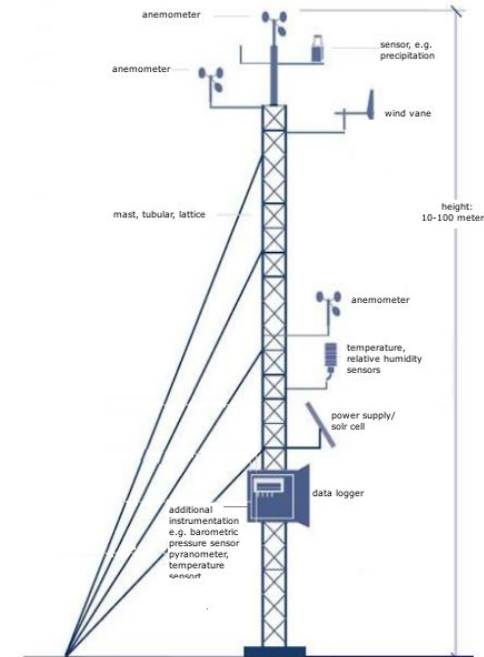 anemometer
sensor, e.g.
precipitation
anemometer
wind vane
height:
10-100 meter
mast, tubular, lattice
anemometer
temperature,
relative humidity
sensors
power supply/
solr cell
data logger
additional
instrumentation
e.g. barometric
pressure sensor
pyranometer,
temperature
sensort